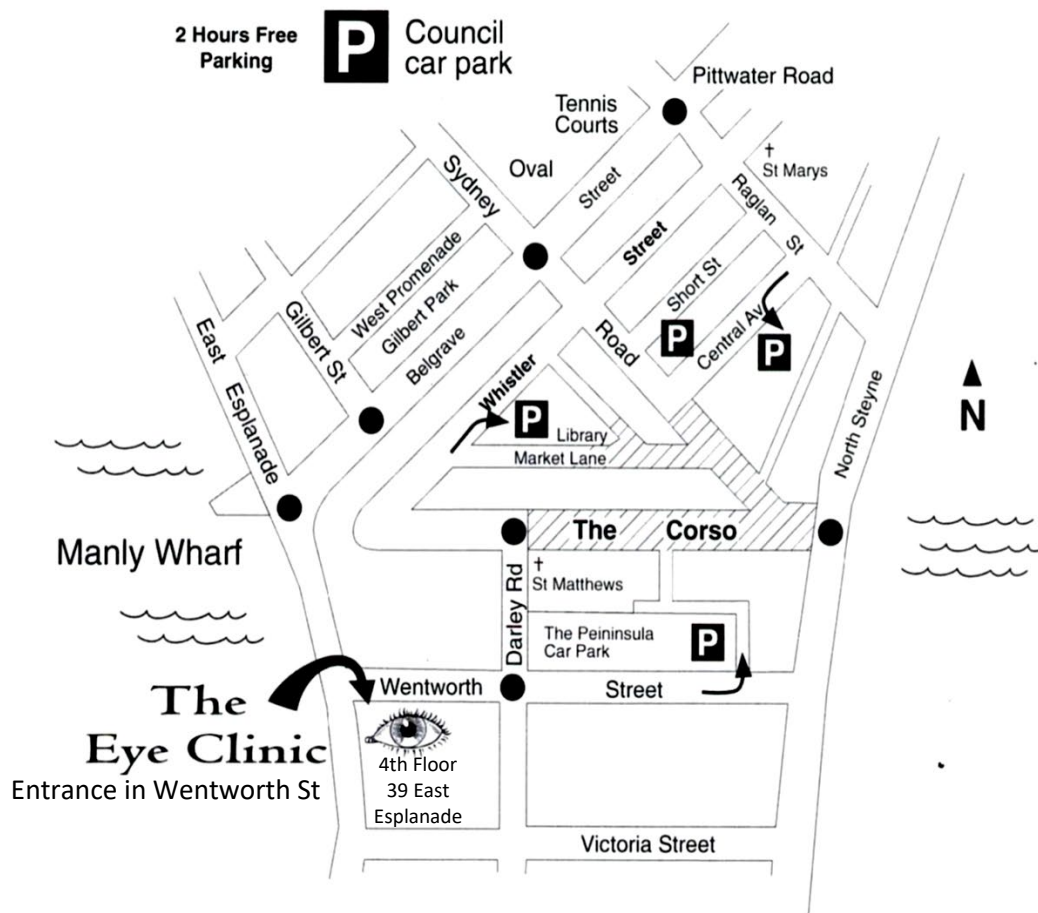 2 Hours Free
Parking
P
Council
car park
Pittwater Road
Tennis
Courts
†
St Marys
Oval
Sydney
Street
Raglan St
Street
West Promenade
Gilbert Park
Short St
Gilbert St
East Esplanade
Belgrave
Road
P
Central Av
P
Whistler
P
Library
Market Lane
North Steyne
N
The Corso
Manly Wharf
†
St Matthews
Darley Rd
The Peininsula
Car Park
P
Wentworth
Street
The
Eye Clinic
Entrance in Wentworth St
4th Floor
39 East
Esplanade
Victoria Street